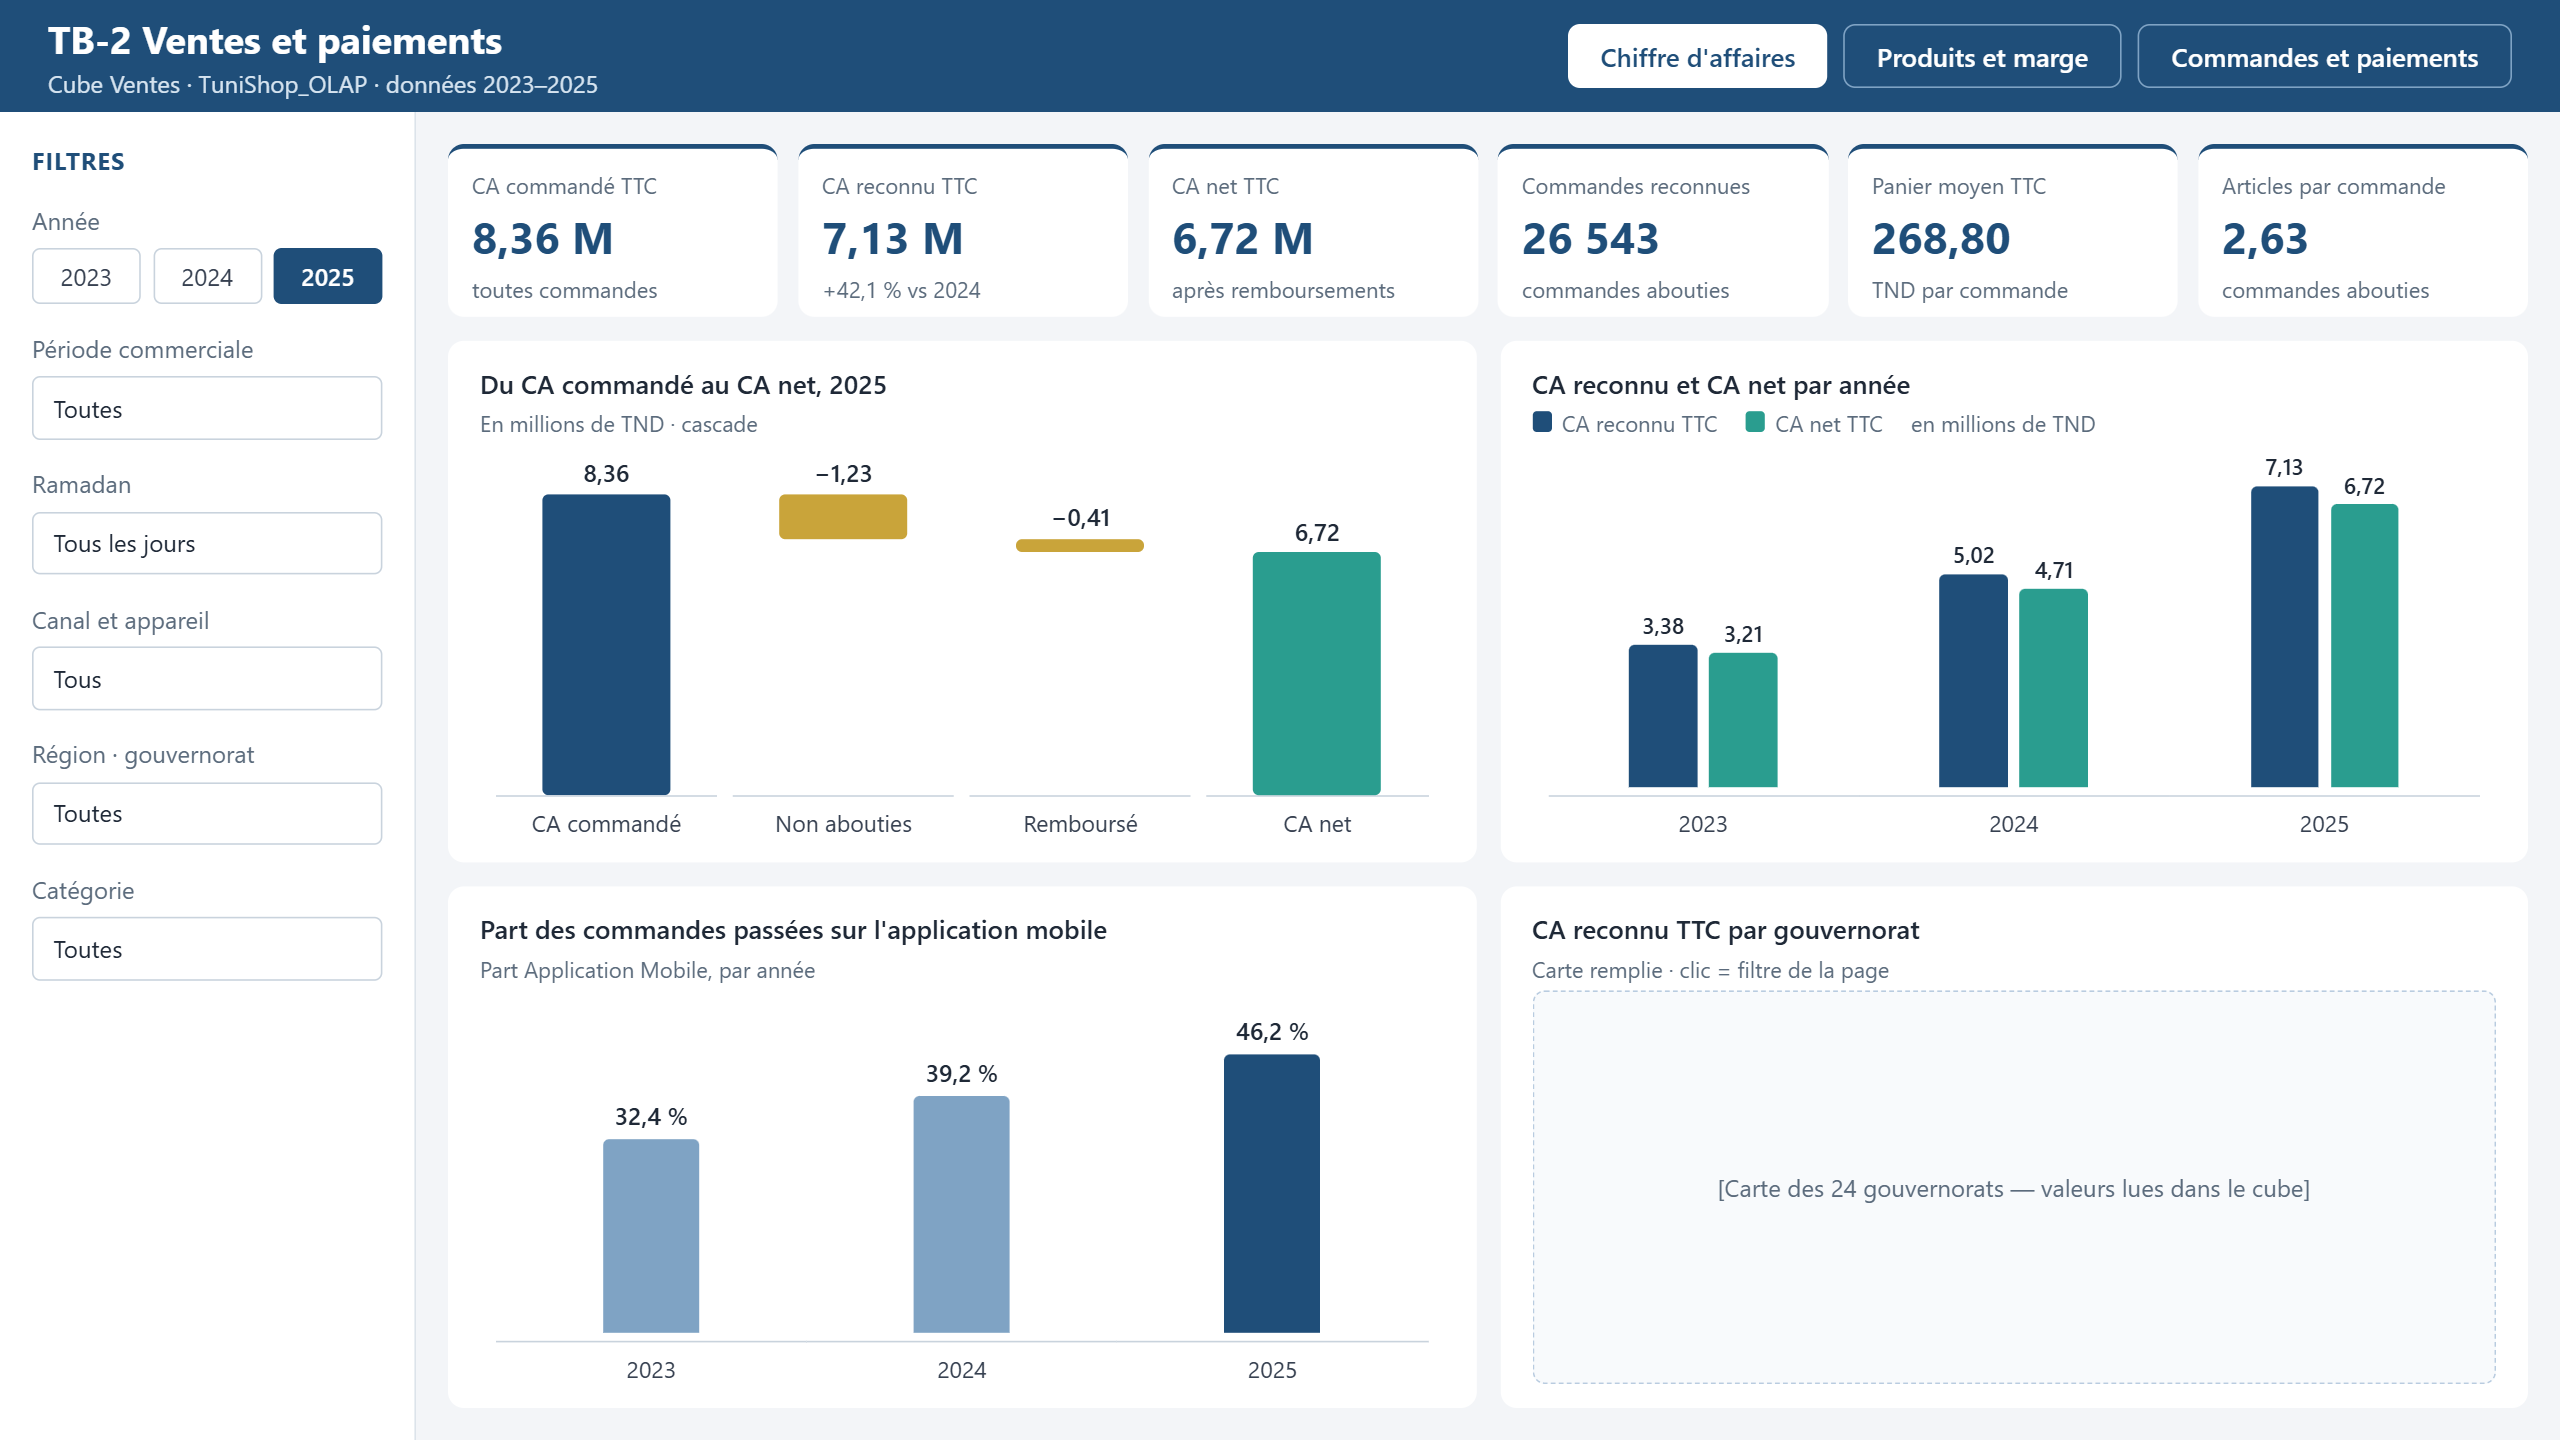 TB-2 Ventes et paiements
Cube Ventes · TuniShop_OLAP · données 2023–2025
Chiffre d'affaires
Produits et marge
Commandes et paiements
FILTRES
Année
2023
2024
2025
Période commerciale
Toutes
Ramadan
Tous les jours
Canal et appareil
Tous
Région · gouvernorat
Toutes
Catégorie
Toutes
CA commandé TTC
8,36 M
toutes commandes
CA reconnu TTC
7,13 M
+42,1 % vs 2024
CA net TTC
6,72 M
après remboursements
Commandes reconnues
26 543
commandes abouties
Panier moyen TTC
268,80
TND par commande
Articles par commande
2,63
commandes abouties
Du CA commandé au CA net, 2025
En millions de TND · cascade
8,36
−1,23
−0,41
6,72
CA commandé
Non abouties
Remboursé
CA net
CA reconnu et CA net par année
CA reconnu TTC
CA net TTC
en millions de TND
3,38
3,21
5,02
4,71
7,13
6,72
2023
2024
2025
Part des commandes passées sur l'application mobile
Part Application Mobile, par année
32,4 %
39,2 %
46,2 %
2023
2024
2025
CA reconnu TTC par gouvernorat
Carte remplie · clic = filtre de la page
[Carte des 24 gouvernorats — valeurs lues dans le cube]